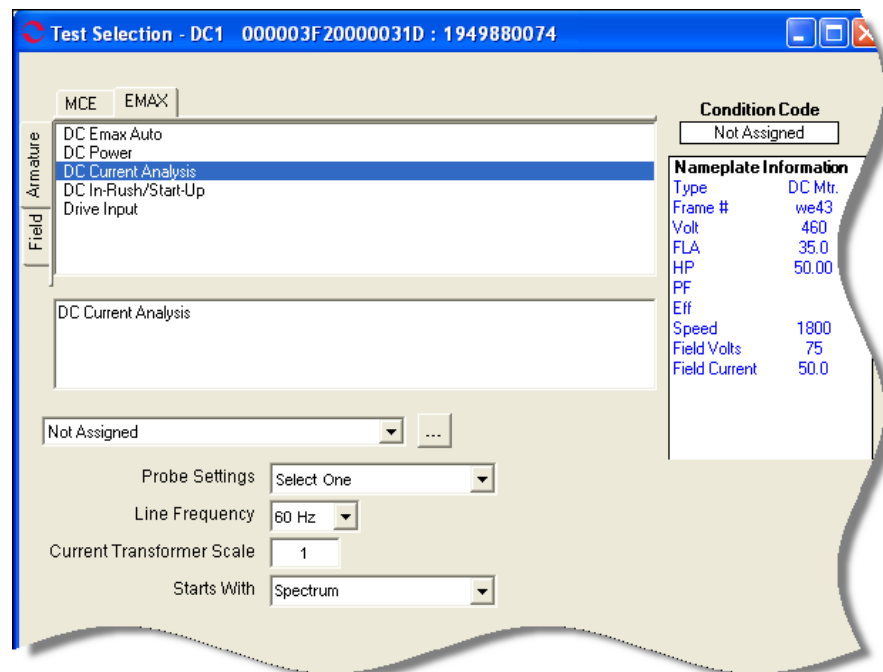 Test Selection - DC1 000003F20000031D : 1949880074
MCE EMAX
Armature
Field
DC Emax Auto
DC Power
DC Current Analysis
DC In-Rush/Start-Up
Drive Input
DC Current Analysis
Not Assigned ...
Probe Settings Select One
Line Frequency 60 Hz
Current Transformer Scale 1
Starts With Spectrum
Condition Code
Not Assigned
Nameplate Information
Type DC Mtr.
Frame # we43
Volt 460
FLA 35.0
HP 50.00
PF
Eff
Speed 1800
Field Volts 75
Field Current 50.0